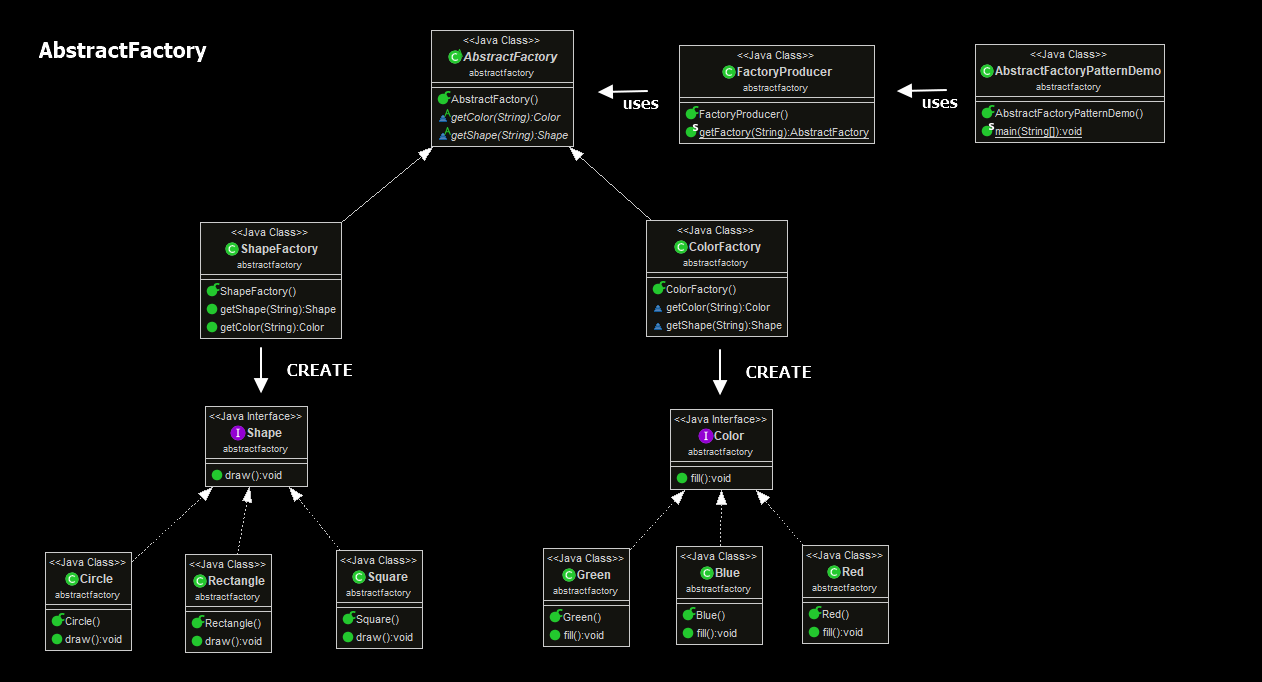 AbstractFactory
<<Java Class>>
AbstractFactory
abstractfactory
AbstractFactory()
getColor(String):Color
getShape(String):Shape
uses
<<Java Class>>
FactoryProducer
abstractfactory
FactoryProducer()
getFactory(String):AbstractFactory
uses
<<Java Class>>
AbstractFactoryPatternDemo
abstractfactory
AbstractFactoryPatternDemo()
main(String[]):void
<<Java Class>>
ShapeFactory
abstractfactory
ShapeFactory()
getShape(String):Shape
getColor(String):Color
<<Java Class>>
ColorFactory
abstractfactory
ColorFactory()
getColor(String):Color
getShape(String):Shape
CREATE
CREATE
<<Java Interface>>
Shape
abstractfactory
draw():void
<<Java Interface>>
Color
abstractfactory
fill():void
<<Java Class>>
Circle
abstractfactory
Circle()
draw():void
<<Java Class>>
Rectangle
abstractfactory
Rectangle()
draw():void
<<Java Class>>
Square
abstractfactory
Square()
draw():void
<<Java Class>>
Green
abstractfactory
Green()
fill():void
<<Java Class>>
Blue
abstractfactory
Blue()
fill():void
<<Java Class>>
Red
abstractfactory
Red()
fill():void